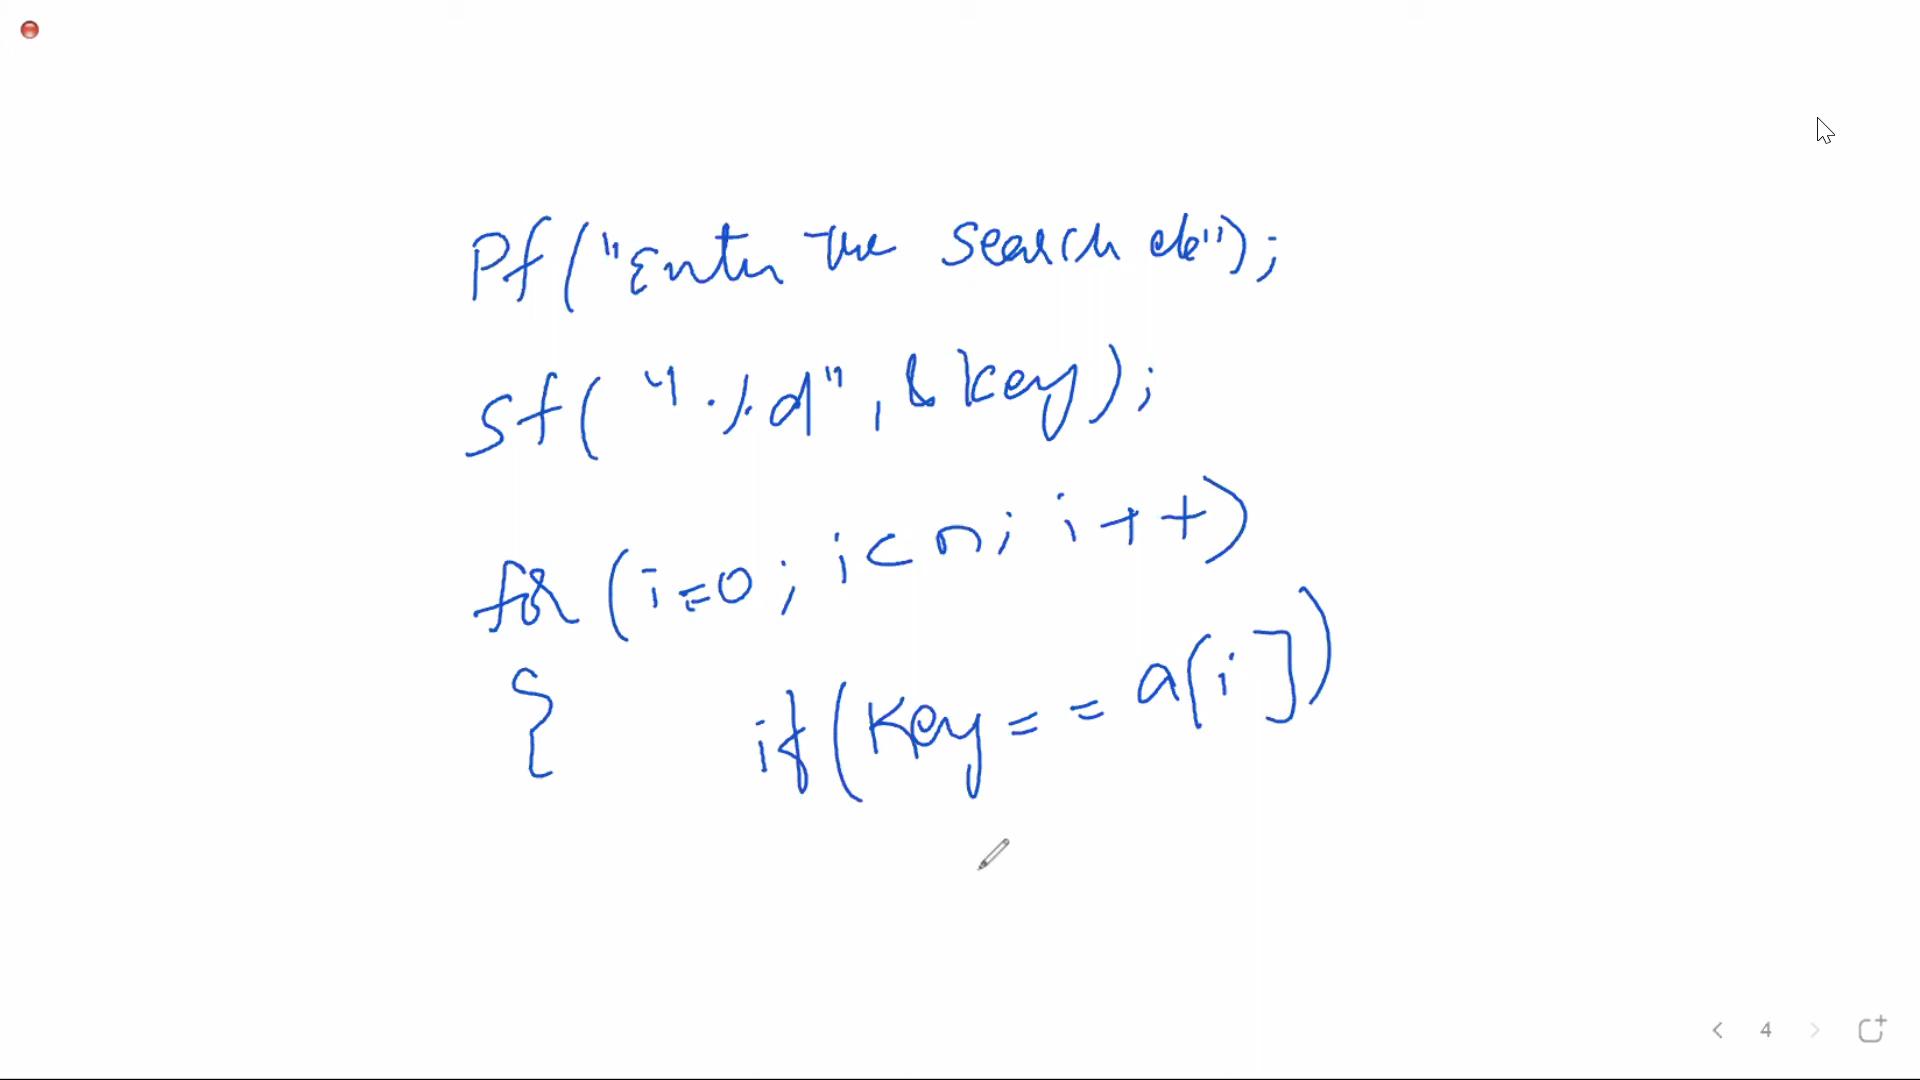 Pf("Enter the search ele");
Sf("%d", &key);
for (i=0; i<n; i++)
{ if(Key == a[i])
4